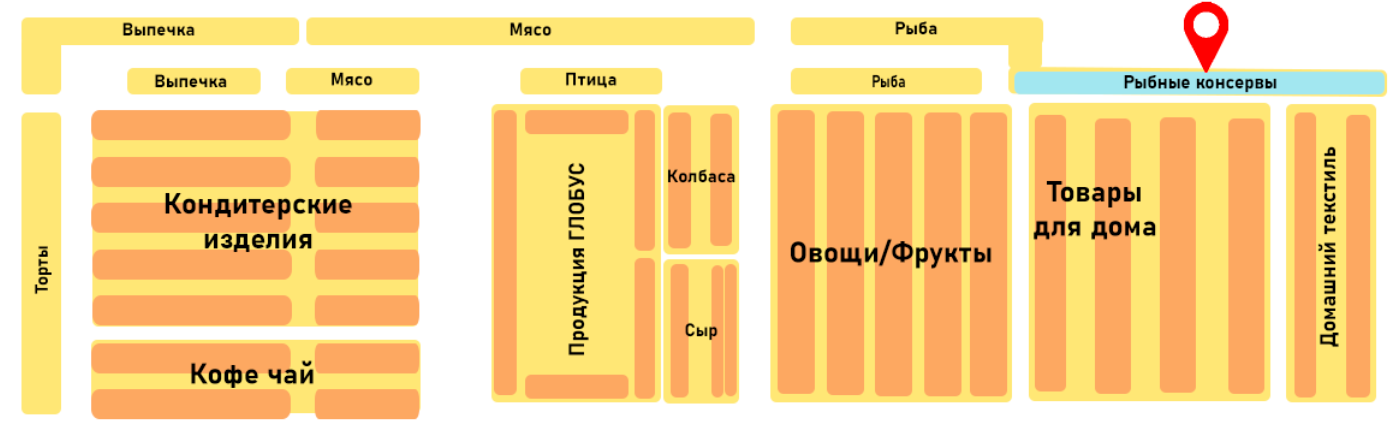 Выпечка
Мясо
Рыба
Выпечка
Мясо
Птица
Рыба
Рыбные консервы
Торты
Кондитерские
изделия
Кофе чай
Продукция ГЛОБУС
Колбаса
Сыр
Овощи/Фрукты
Товары
для дома
Домашний текстиль